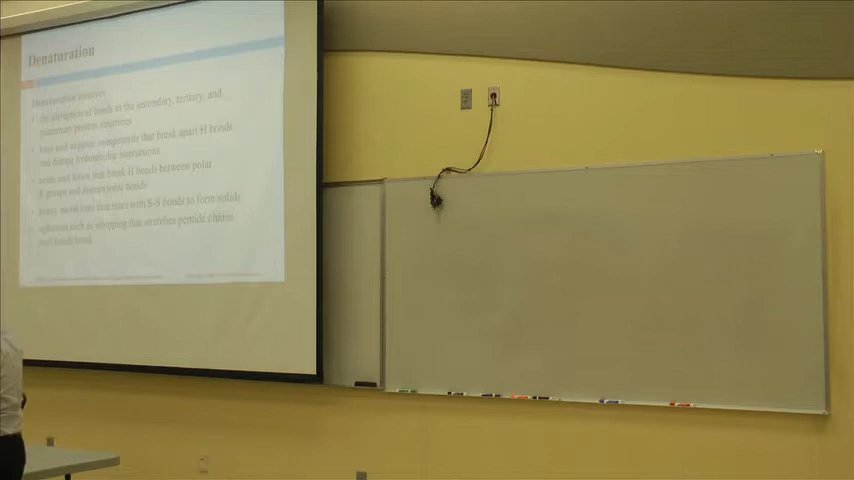 Denaturation
Denaturation involves
• the disruption of bonds in the secondary, tertiary, and
quaternary protein structures
• heat and organic compounds that break apart H bonds
and disrupt hydrophobic interactions
• acids and bases that break H bonds between polar
R groups and disrupt ionic bonds
• heavy metal ions that react with S-S bonds to form solids
• agitation such as whipping that stretches peptide chains
until bonds break